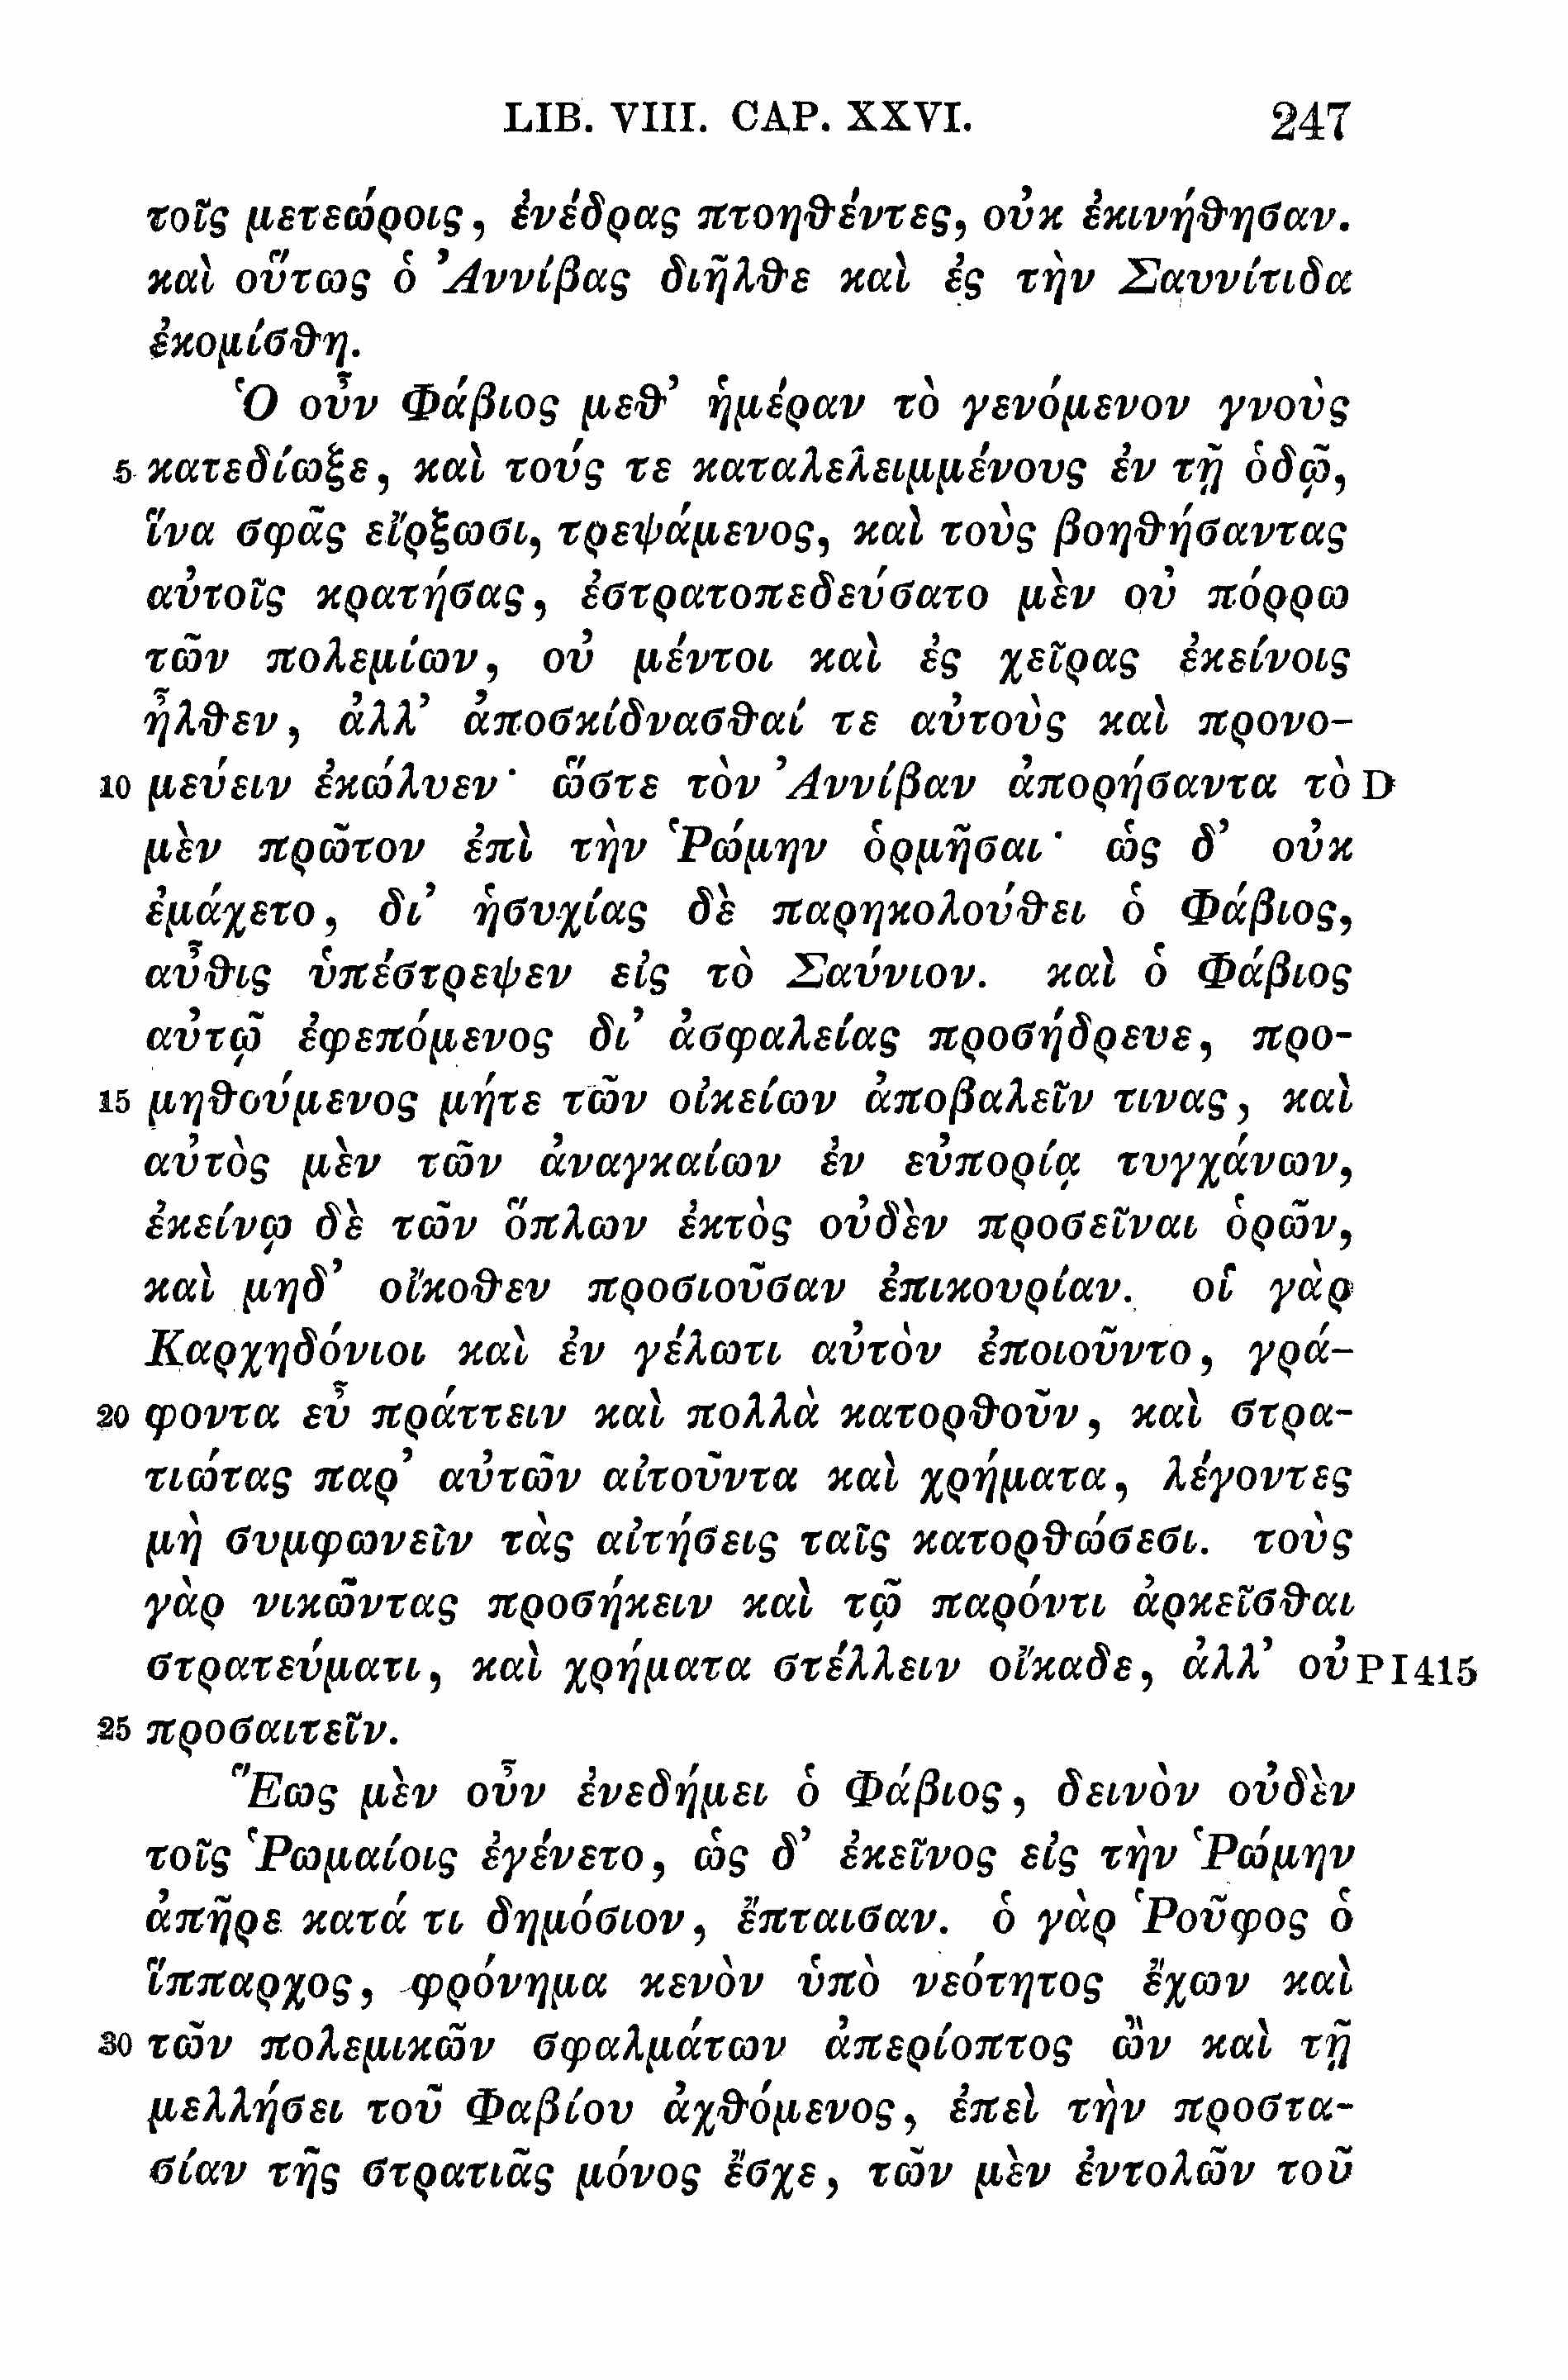 LIB. VIII. CAP. XXVI. 247
τοῖς μετεώροις, ἐνέδρας πτοηθέντες, οὐκ ἐκινήθησαν.
καὶ οὕτως ὁ Ἀννίβας διῆλθε καὶ ἐς τὴν Σαυνίτιδα
ἐκομίσθη.
Ὁ οὖν Φάβιος μεθ’ ἡμέραν τὸ γενόμενον γνοὺς
5 κατεδίωξε, καὶ τούς τε καταλελειμμένους ἐν τῇ ὁδῷ,
ἵνα σφᾶς εἴρξωσι, τρεψάμενος, καὶ τοὺς βοηθήσαντας
αὐτοῖς κρατήσας, ἐστρατοπεδεύσατο μὲν οὐ πόρρω
τῶν πολεμίων, οὐ μέντοι καὶ ἐς χεῖρας ἐκείνοις
ἦλθεν, ἀλλ’ ἀποσκίδνασθαί τε αὐτοὺς καὶ προνο-
10 μεύειν ἐκώλυεν· ὥστε τὸν Ἀννίβαν ἀπορήσαντα τὸ D
μὲν πρῶτον ἐπὶ τὴν Ῥώμην ὁρμῆσαι· ὡς δ’ οὐκ
ἐμάχετο, δι’ ἡσυχίας δὲ παρηκολούθει ὁ Φάβιος,
αὖθις ὑπέστρεψεν εἰς τὸ Σαύνιον. καὶ ὁ Φάβιος
αὐτῷ ἐφεπόμενος δι’ ἀσφαλείας προσήδρευε, προ-
15 μηθούμενος μήτε τῶν οἰκείων ἀποβαλεῖν τινας, καὶ
αὐτὸς μὲν τῶν ἀναγκαίων ἐν εὐπορίᾳ τυγχάνων,
ἐκείνῳ δὲ τῶν ὅπλων ἐκτὸς οὐδὲν προσεῖναι ὁρῶν,
καὶ μηδ’ οἴκοθεν προσιοῦσαν ἐπικουρίαν. οἱ γὰρ
Καρχηδόνιοι καὶ ἐν γέλωτι αὐτὸν ἐποιοῦντο, γρά-
20 φοντα εὖ πράττειν καὶ πολλὰ κατορθοῦν, καὶ στρα-
τιώτας παρ’ αὐτῶν αἰτοῦντα καὶ χρήματα, λέγοντες
μὴ συμφωνεῖν τὰς αἰτήσεις ταῖς κατορθώσεσι. τοὺς
γὰρ νικῶντας προσήκειν καὶ τῷ παρόντι ἀρκεῖσθαι
στρατεύματι, καὶ χρήματα στέλλειν οἴκαδε, ἀλλ’ οὐ P I 415
25 προσαιτεῖν.
Ἕως μὲν οὖν ἐνεδήμει ὁ Φάβιος, δεινὸν οὐδὲν
τοῖς Ῥωμαίοις ἐγένετο, ὡς δ’ ἐκεῖνος εἰς τὴν Ῥώμην
ἀπῆρε κατά τι δημόσιον, ἔπταισαν. ὁ γὰρ Ῥοῦφος ὁ
ἵππαρχος, φρόνημα κενὸν ὑπὸ νεότητος ἔχων καὶ
30 τῶν πολεμικῶν σφαλμάτων ἀπερίοπτος ὢν καὶ τῇ
μελλήσει τοῦ Φαβίου ἀχθόμενος, ἐπεὶ τὴν προστα-
σίαν τῆς στρατιᾶς μόνος ἔσχε, τῶν μὲν ἐντολῶν τοῦ